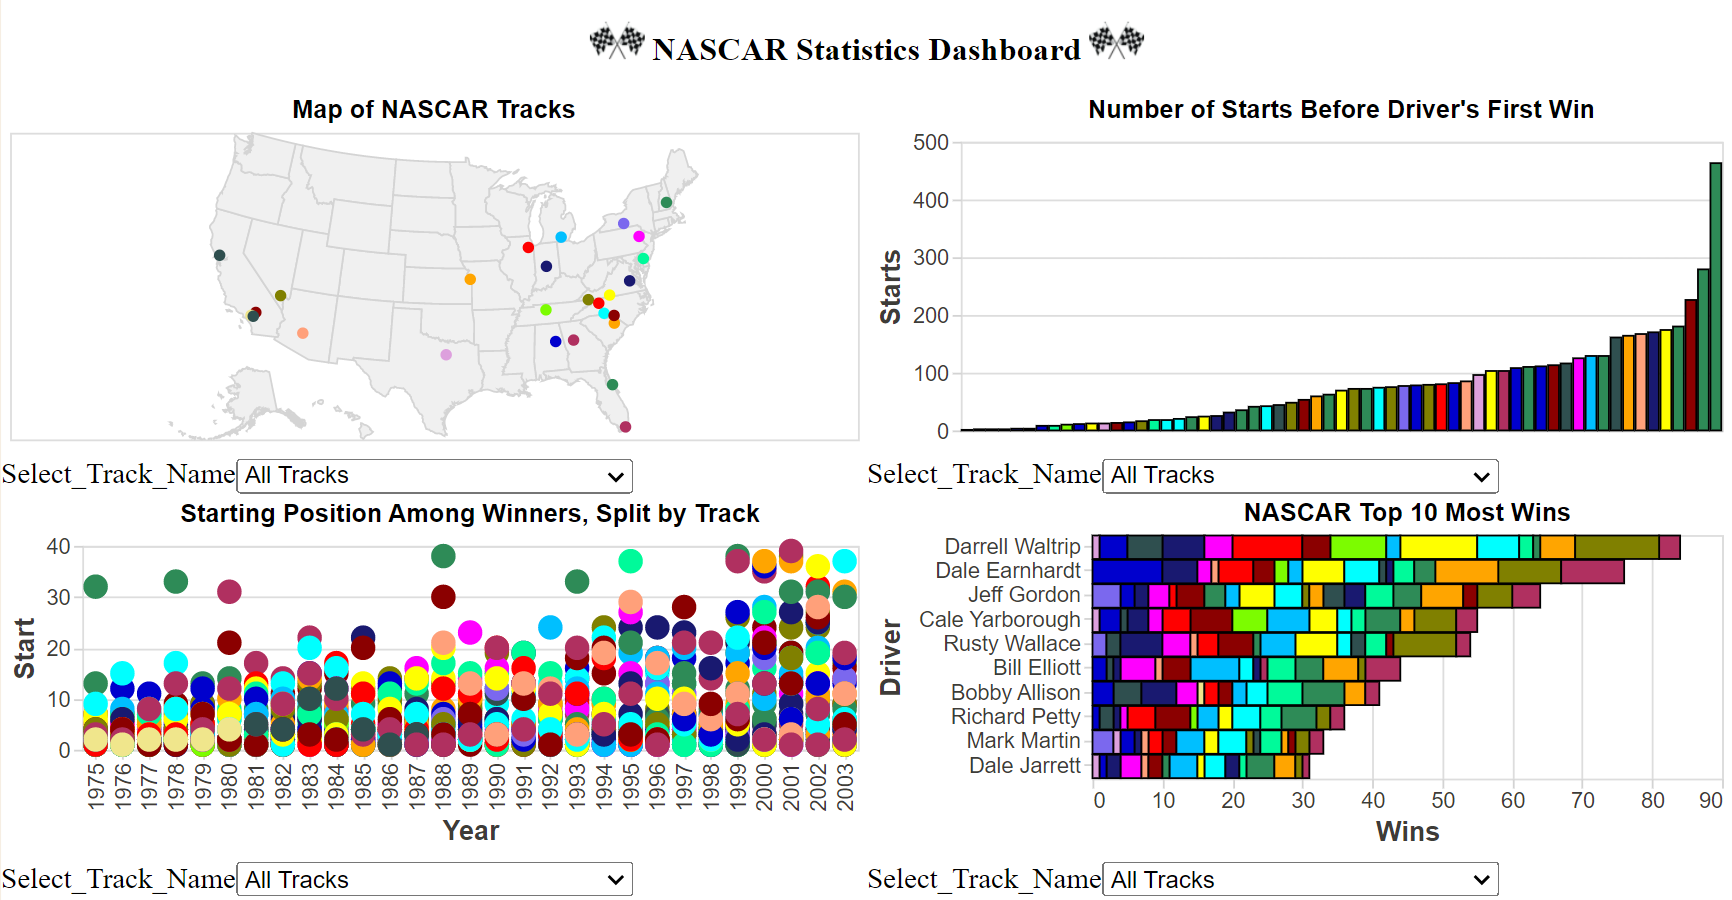 NASCAR Statistics Dashboard
Map of NASCAR Tracks
Select_Track_Name All Tracks
Number of Starts Before Driver's First Win
500
400
300
200
100
0
Starts
Select_Track_Name All Tracks
Starting Position Among Winners, Split by Track
40
30
20
10
0
Start
1975 1976 1977 1978 1979 1980 1981 1982 1983 1984 1985 1986 1987 1988 1989 1990 1991 1992 1993 1994 1995 1996 1997 1998 1999 2000 2001 2002 2003
Year
Select_Track_Name All Tracks
NASCAR Top 10 Most Wins
Darrell Waltrip
Dale Earnhardt
Jeff Gordon
Cale Yarborough
Rusty Wallace
Bill Elliott
Bobby Allison
Richard Petty
Mark Martin
Dale Jarrett
Driver
0 10 20 30 40 50 60 70 80 90
Wins
Select_Track_Name All Tracks